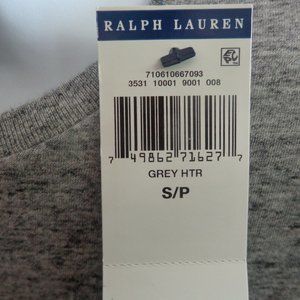 RALPH LAUREN
710610667093
3531 10001 9001 008
7 49862 71627 7
GREY HTR
S/P